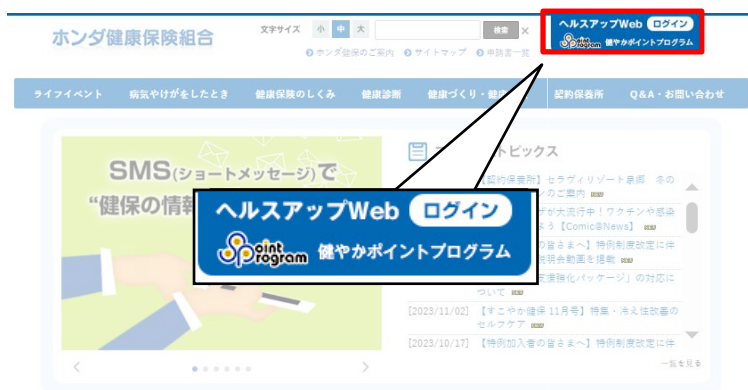 ホンダ健康保険組合
文字サイズ 小 中 大 検索 ×
ホンダ健保のご案内 サイトマップ 申請書一覧
ヘルスアップWeb ログイン
Point Program 健やかポイントプログラム
ライフイベント 病気やけがをしたとき 健康保険のしくみ 健康診断 健康づくり・健 契約保養所 Q&A・お問い合わせ
SMS(ショートメッセージ)で
“健保の情報
トピックス
【契約保養所】セラヴィリゾート泉郷 冬の
のご案内 NEW
が大流行中!ワクチンや感染
う【Comic@News】 NEW
の皆さまへ】特例制度改定に伴
説明会動画を掲載 NEW
支援強化パッケージ」の対応に
ついて NEW
[2023/11/02] 【すこやか健保 11月号】特集・冷え性改善の
セルフケア NEW
[2023/10/17] 【特例加入者の皆さまへ】特例制度改定に伴
一覧を見る
ヘルスアップWeb ログイン
Point Program 健やかポイントプログラム